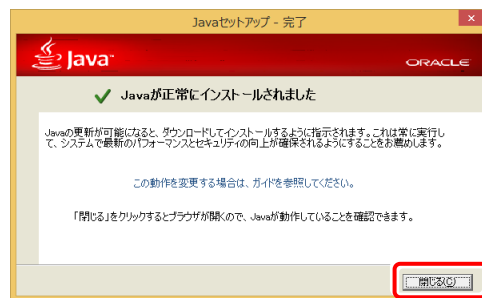 Javaセットアップ - 完了
×
Java™
ORACLE
Javaが正常にインストールされました
Javaの更新が可能になると、ダウンロードしてインストールするように指示されます。これは常に実行し
て、システムで最新のパフォーマンスとセキュリティの向上が確保されるようにすることをお薦めします。
この動作を変更する場合は、ガイドを参照してください。
「閉じる」をクリックするとブラウザが開くので、Javaが動作していることを確認できます。
閉じる(C)